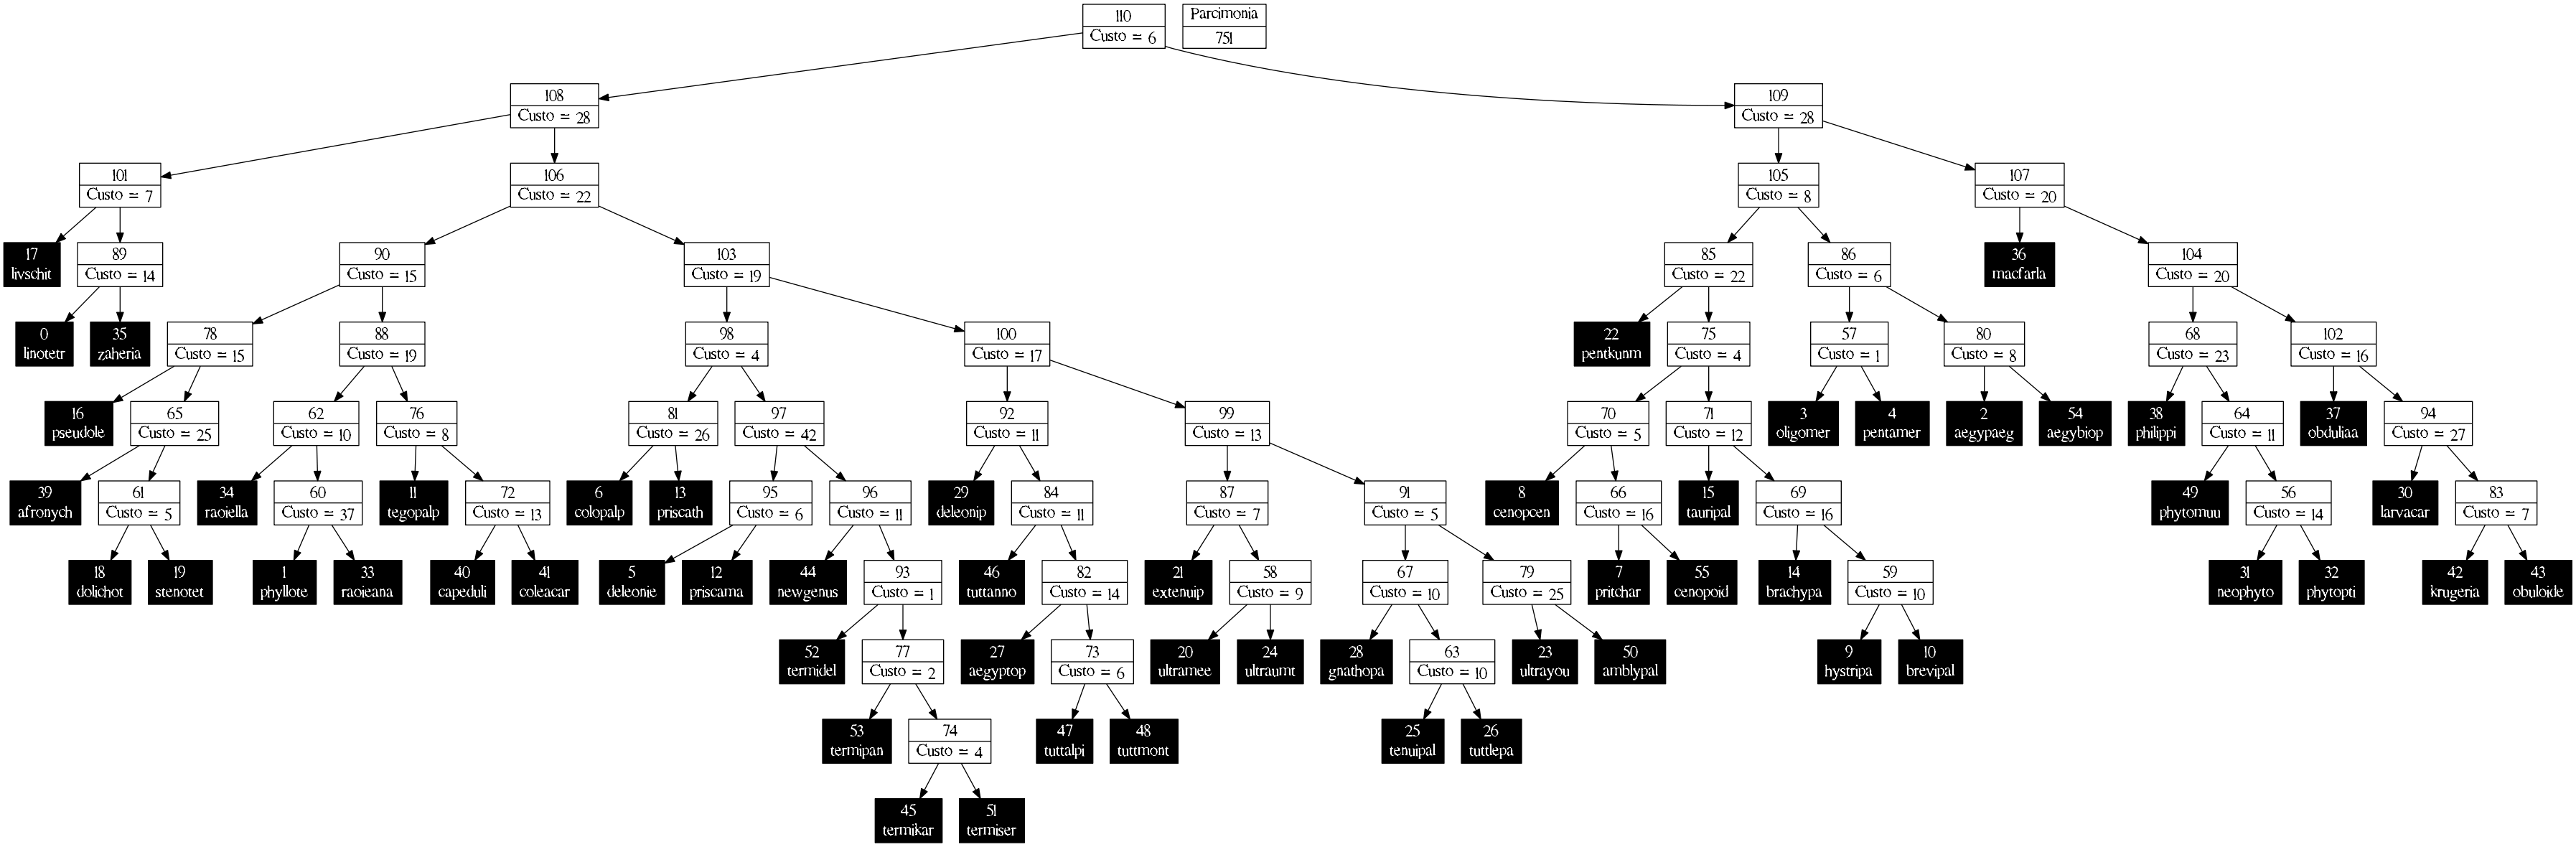 110
Custo = 6
Parcimonia
751
108
Custo = 28
109
Custo = 28
101
Custo = 7
106
Custo = 22
105
Custo = 8
107
Custo = 20
17
livschit
89
Custo = 14
90
Custo = 15
103
Custo = 19
85
Custo = 22
86
Custo = 6
36
macfarla
104
Custo = 20
0
linotetr
35
zaheria
78
Custo = 15
88
Custo = 19
98
Custo = 4
100
Custo = 17
22
pentkunm
75
Custo = 4
57
Custo = 1
80
Custo = 8
68
Custo = 23
102
Custo = 16
16
pseudole
65
Custo = 25
62
Custo = 10
76
Custo = 8
81
Custo = 26
97
Custo = 42
92
Custo = 11
99
Custo = 13
70
Custo = 5
71
Custo = 12
3
oligomer
4
pentamer
2
aegypaeg
54
aegybiop
38
philippi
64
Custo = 11
37
obduliaa
94
Custo = 27
39
afronych
61
Custo = 5
34
raoiella
60
Custo = 37
11
tegopalp
72
Custo = 13
6
colopalp
13
priscath
95
Custo = 6
96
Custo = 11
29
deleonip
84
Custo = 11
87
Custo = 7
91
Custo = 5
8
cenopcen
66
Custo = 16
15
tauripal
69
Custo = 16
49
phytomuu
56
Custo = 14
30
larvacar
83
Custo = 7
18
dolichot
19
stenotet
1
phyllote
33
raoieana
40
capeduli
41
coleacar
5
deleonie
12
priscama
44
newgenus
93
Custo = 1
46
tuttanno
82
Custo = 14
21
extenuip
58
Custo = 9
67
Custo = 10
79
Custo = 25
7
pritchar
55
cenopoid
14
brachypa
59
Custo = 10
31
neophyto
32
phytopti
42
krugeria
43
obuloide
52
termidel
77
Custo = 2
27
aegyptop
73
Custo = 6
20
ultramee
24
ultraumt
28
gnathopa
63
Custo = 10
23
ultrayou
50
amblypal
9
hystripa
10
brevipal
53
termipan
74
Custo = 4
47
tuttalpi
48
tuttmont
25
tenuipal
26
tuttlepa
45
termikar
51
termiser